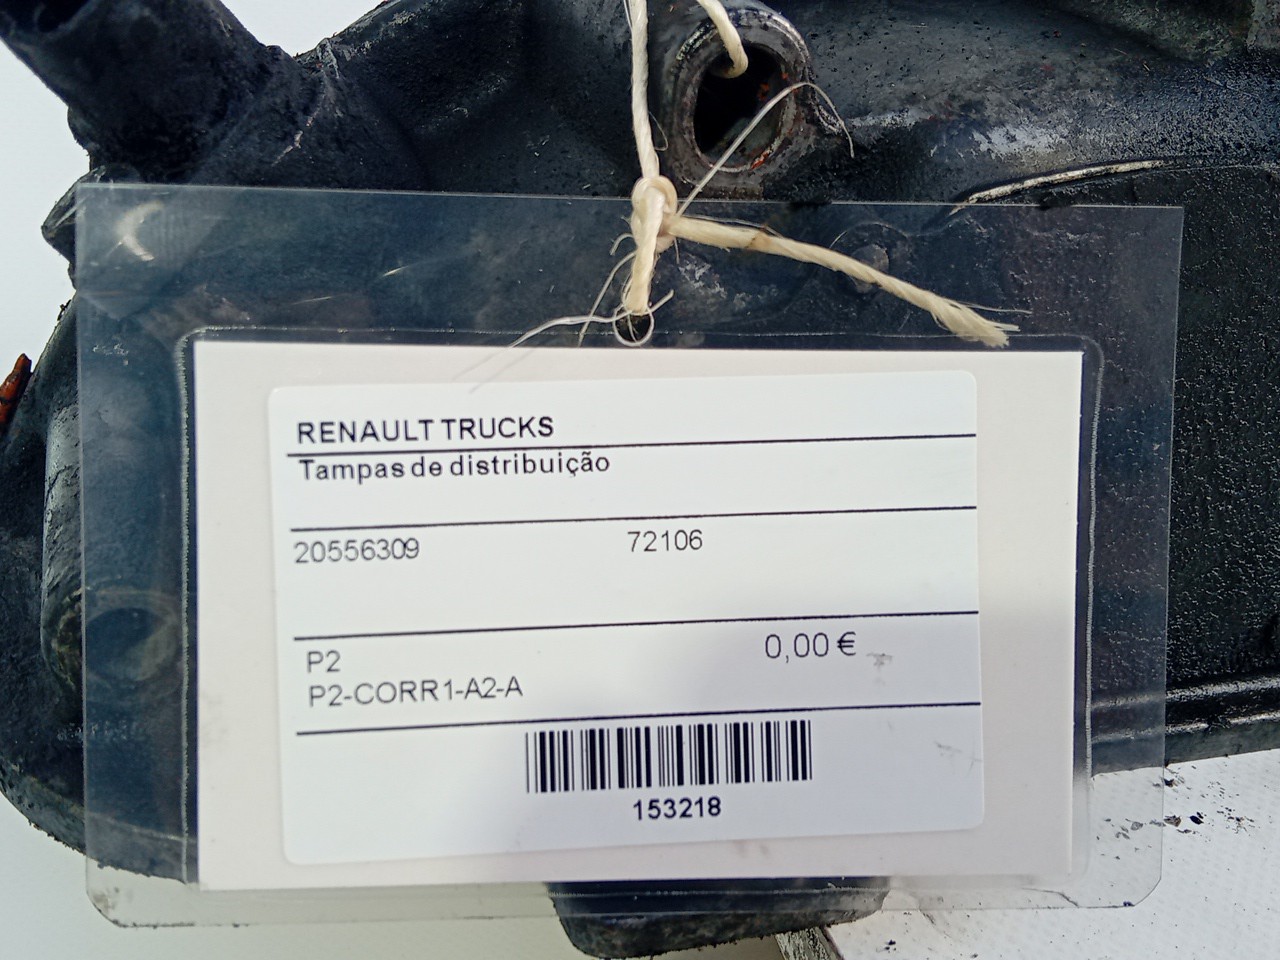 RENAULT TRUCKS
Tampas de distribuição
20556309 72106
P2 0,00 €
P2-CORR1-A2-A
153218